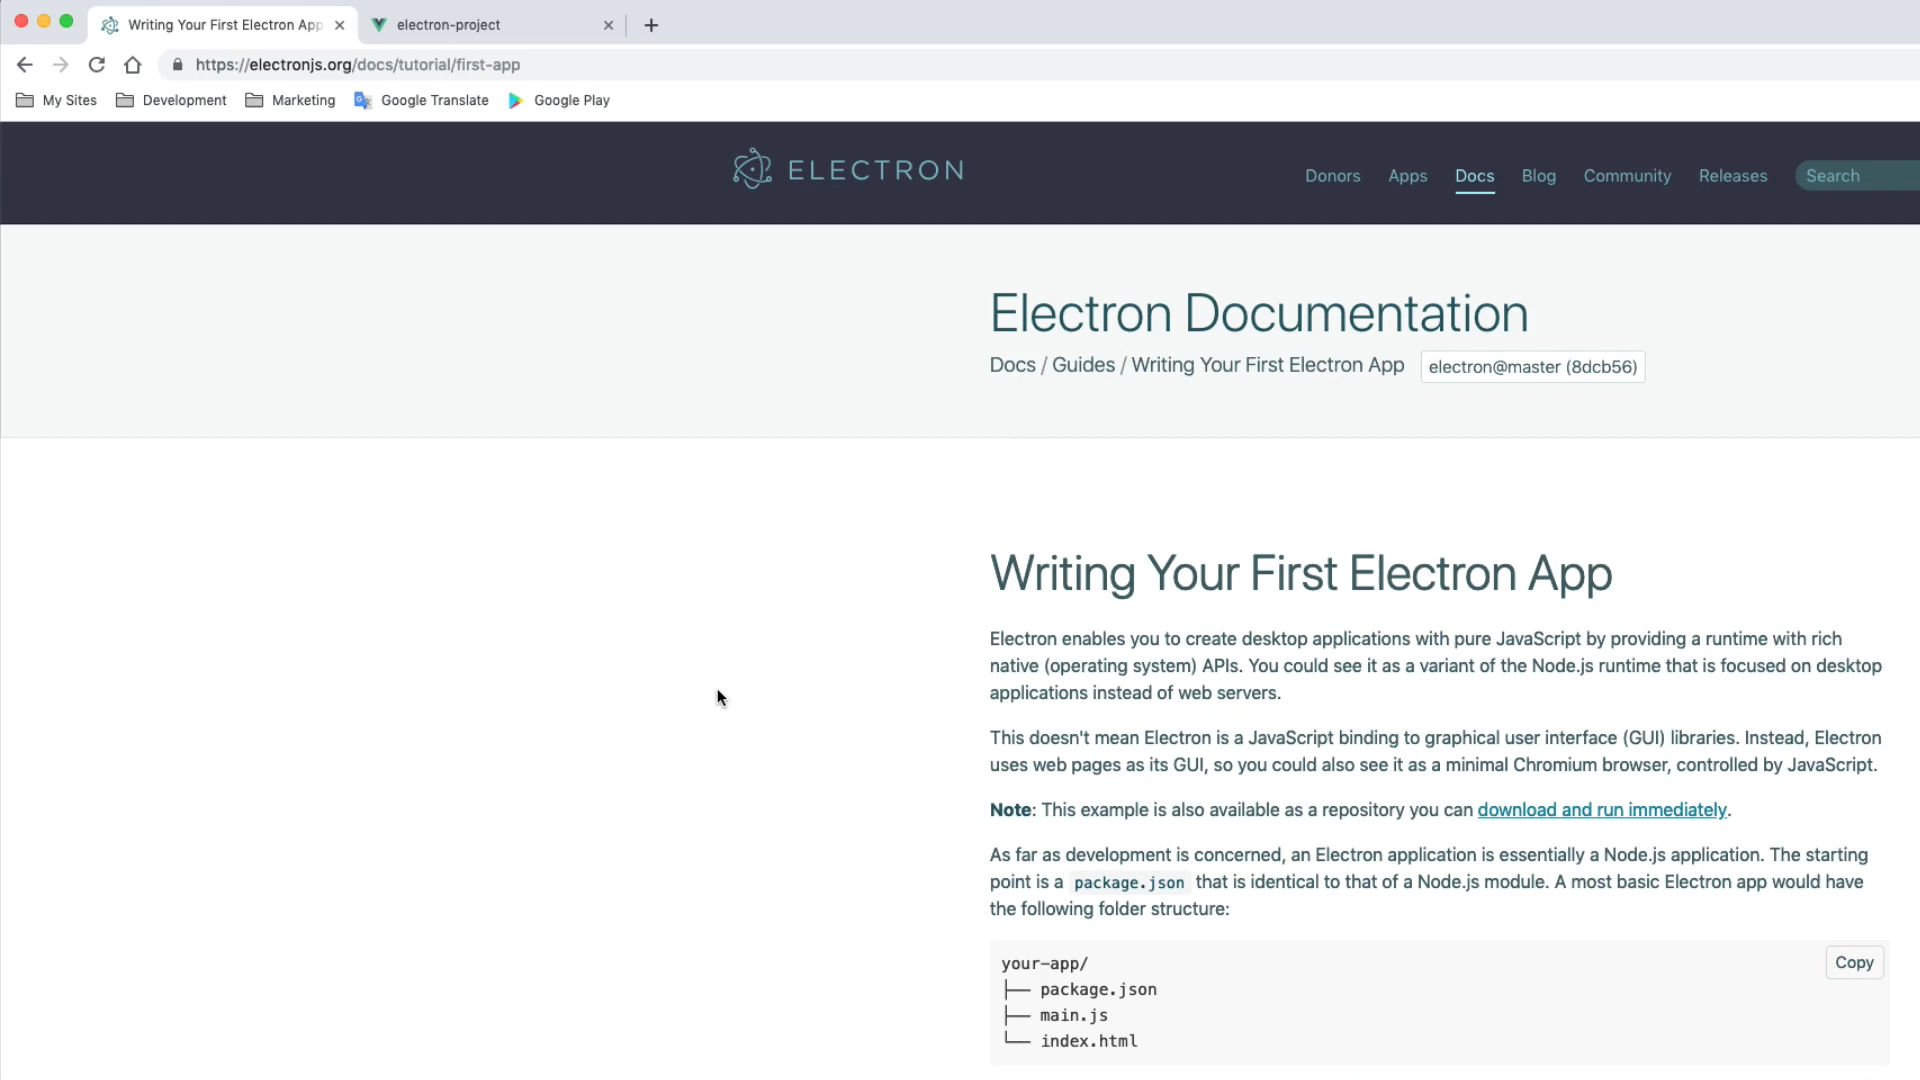 Writing Your First Electron App
electron-project
https://electronjs.org/docs/tutorial/first-app
My Sites
Development
Marketing
Google Translate
Google Play
ELECTRON
Donors
Apps
Docs
Blog
Community
Releases
Search
Electron Documentation
Docs / Guides / Writing Your First Electron App
electron@master (8dcb56)
Writing Your First Electron App
Electron enables you to create desktop applications with pure JavaScript by providing a runtime with rich
native (operating system) APIs. You could see it as a variant of the Node.js runtime that is focused on desktop
applications instead of web servers.
This doesn't mean Electron is a JavaScript binding to graphical user interface (GUI) libraries. Instead, Electron
uses web pages as its GUI, so you could also see it as a minimal Chromium browser, controlled by JavaScript.
Note: This example is also available as a repository you can download and run immediately.
As far as development is concerned, an Electron application is essentially a Node.js application. The starting
point is a package.json that is identical to that of a Node.js module. A most basic Electron app would have
the following folder structure:
your-app/
├── package.json
├── main.js
└── index.html
Copy